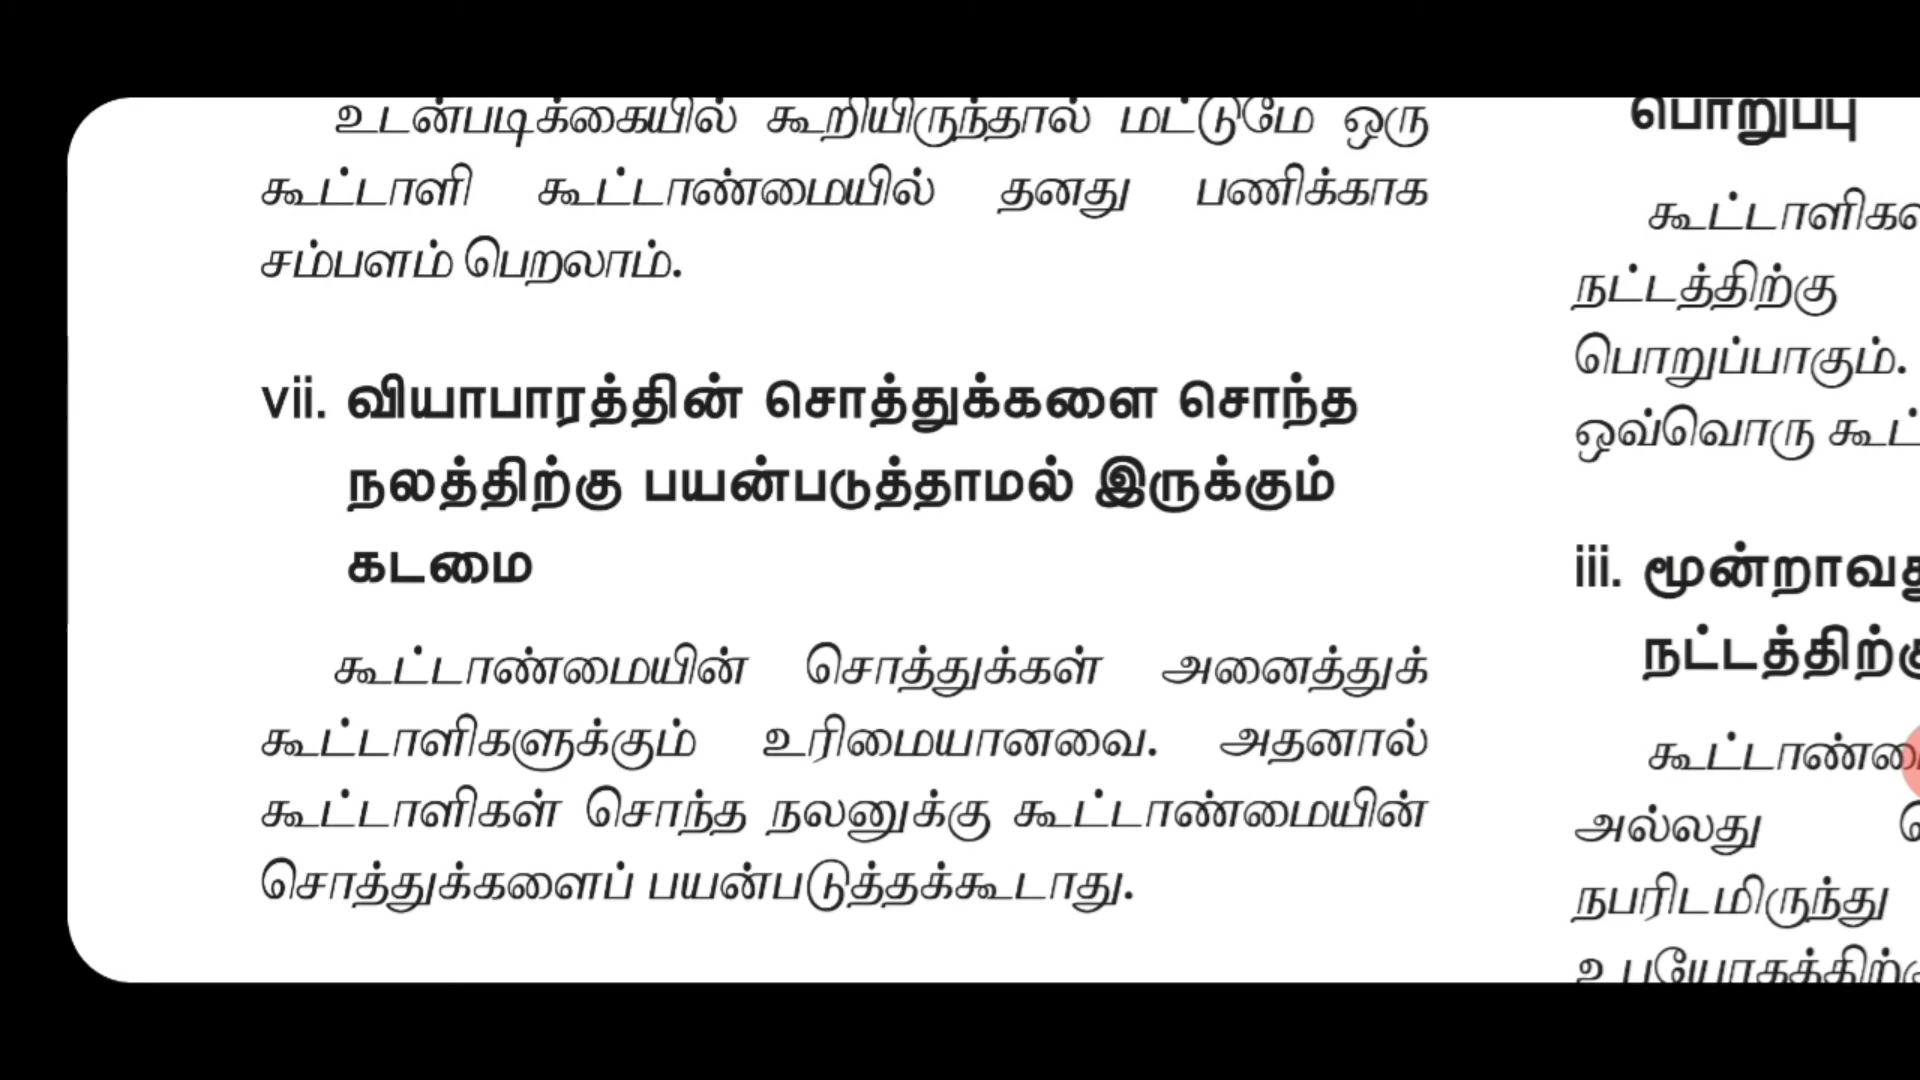 உடன்படிக்கையில் கூறியிருந்தால் மட்டுமே ஒரு
கூட்டாளி கூட்டாண்மையில் தனது பணிக்காக
சம்பளம் பெறலாம்.
vii. வியாபாரத்தின் சொத்துக்களை சொந்த
நலத்திற்கு பயன்படுத்தாமல் இருக்கும்
கடமை
கூட்டாண்மையின் சொத்துக்கள் அனைத்துக்
கூட்டாளிகளுக்கும் உரிமையானவை. அதனால்
கூட்டாளிகள் சொந்த நலனுக்கு கூட்டாண்மையின்
சொத்துக்களைப் பயன்படுத்தக்கூடாது.
பொறுப்பு
நட்டத்திற்கு
பொறுப்பாகும்.
ஒவ்வொரு
iii.
அல்லது
நபரிடமிருந்து